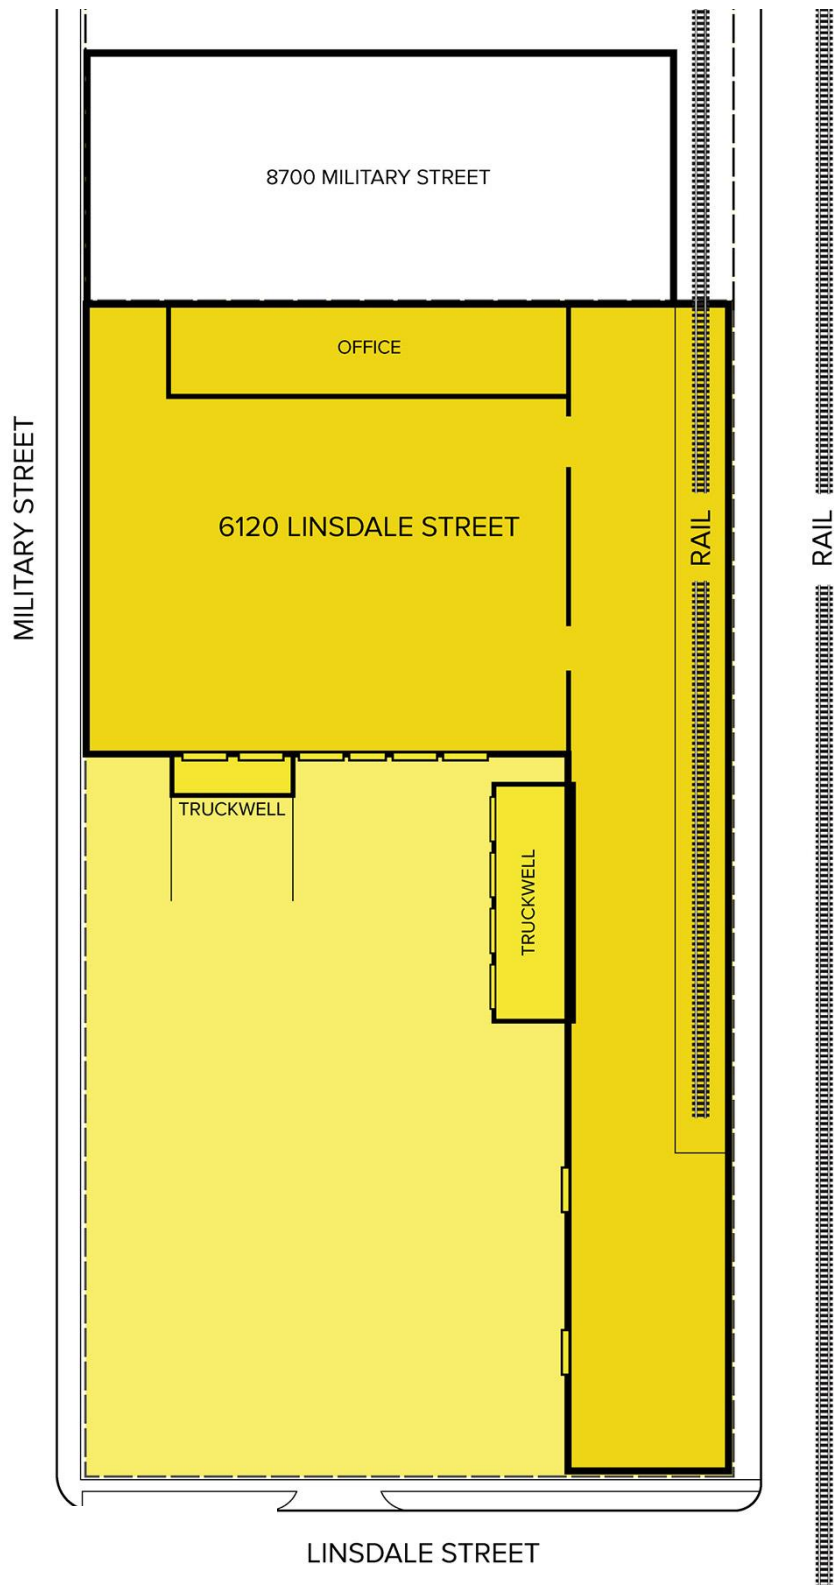 8700 MILITARY STREET
OFFICE
MILITARY STREET
6120 LINSDALE STREET
RAIL
RAIL
TRUCKWELL
TRUCKWELL
LINSDALE STREET